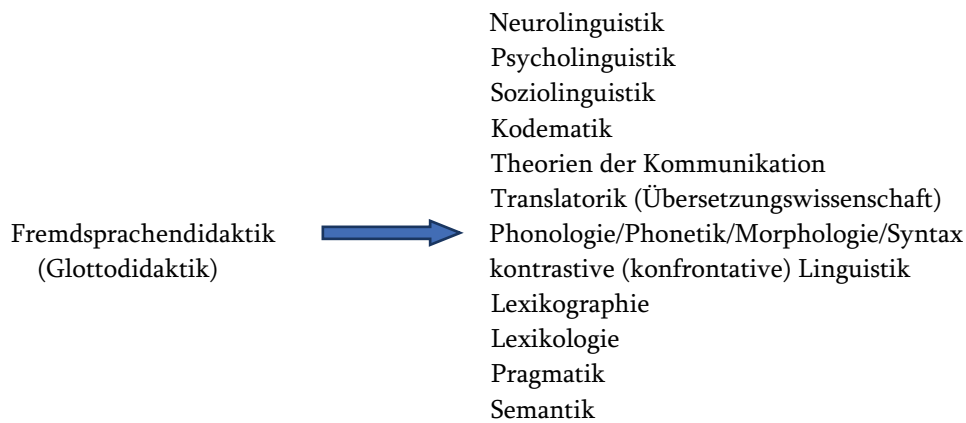 Neurolinguistik
Psycholinguistik
Soziolinguistik
Kodematik
Theorien der Kommunikation
Translatorik (Übersetzungswissenschaft)
Fremdsprachendidaktik
(Glottodidaktik)
Phonologie/Phonetik/Morphologie/Syntax
kontrastive (konfrontative) Linguistik
Lexikographie
Lexikologie
Pragmatik
Semantik